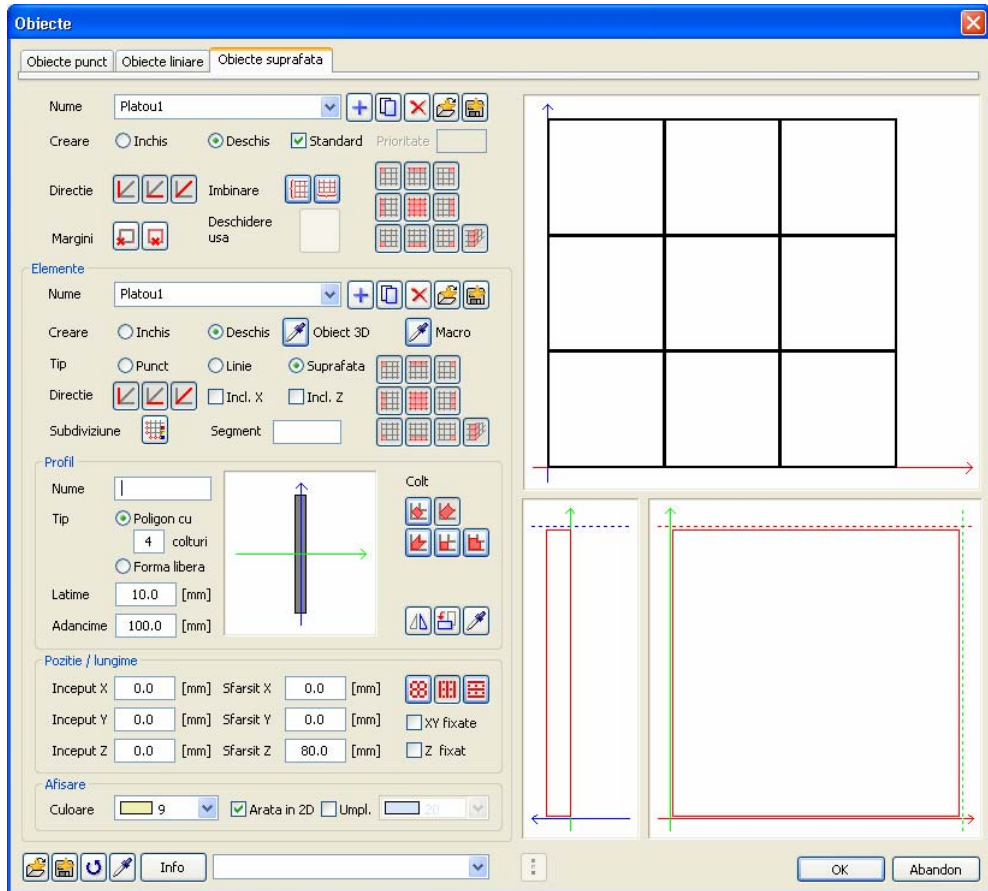 Obiecte
Obiecte punct Obiecte liniare Obiecte suprafata
Nume Platou1
Creare Inchis Deschis Standard Prioritate
Directie Imbinare
Margini Deschidere usa
Elemente
Nume Platou1
Creare Inchis Deschis Obiect 3D Macro
Tip Punct Linie Suprafata
Directie Incl. X Incl. Z
Subdiviziune Segment
Profil
Nume Colt
Tip Poligon cu
4 colturi
Forma libera
Latime 10.0 [mm]
Adancime 100.0 [mm]
Pozitie / lungime
Inceput X 0.0 [mm] Sfarsit X 0.0 [mm]
Inceput Y 0.0 [mm] Sfarsit Y 0.0 [mm] XY fixate
Inceput Z 0.0 [mm] Sfarsit Z 80.0 [mm] Z fixat
Afisare
Culoare 9 Arata in 2D Umpl. 20
Info OK Abandon